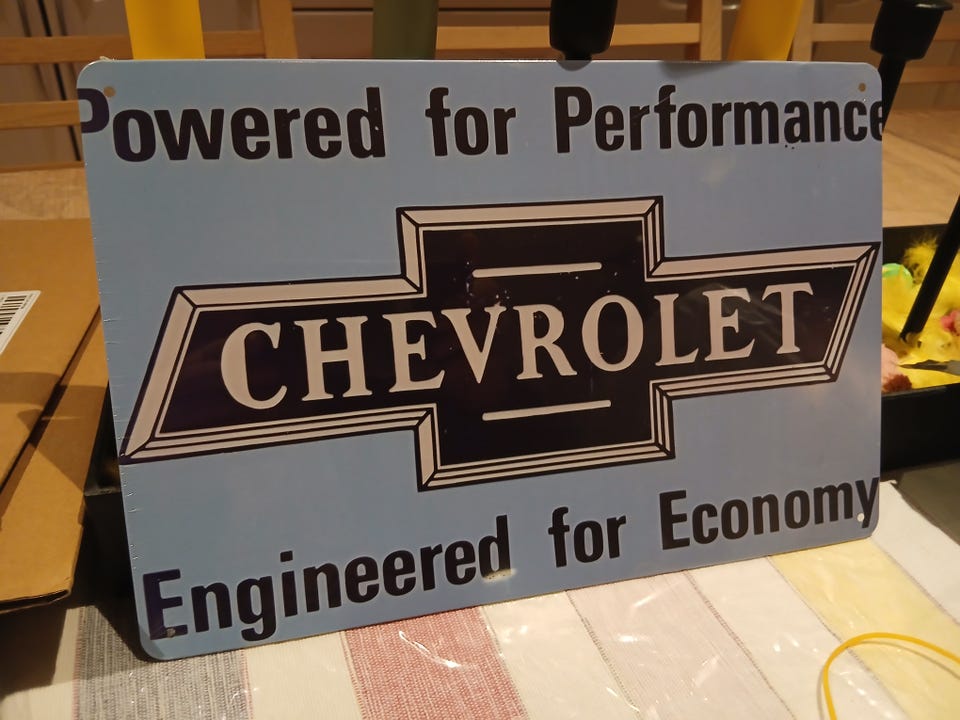 Powered for Performance
CHEVROLET
Engineered for Economy